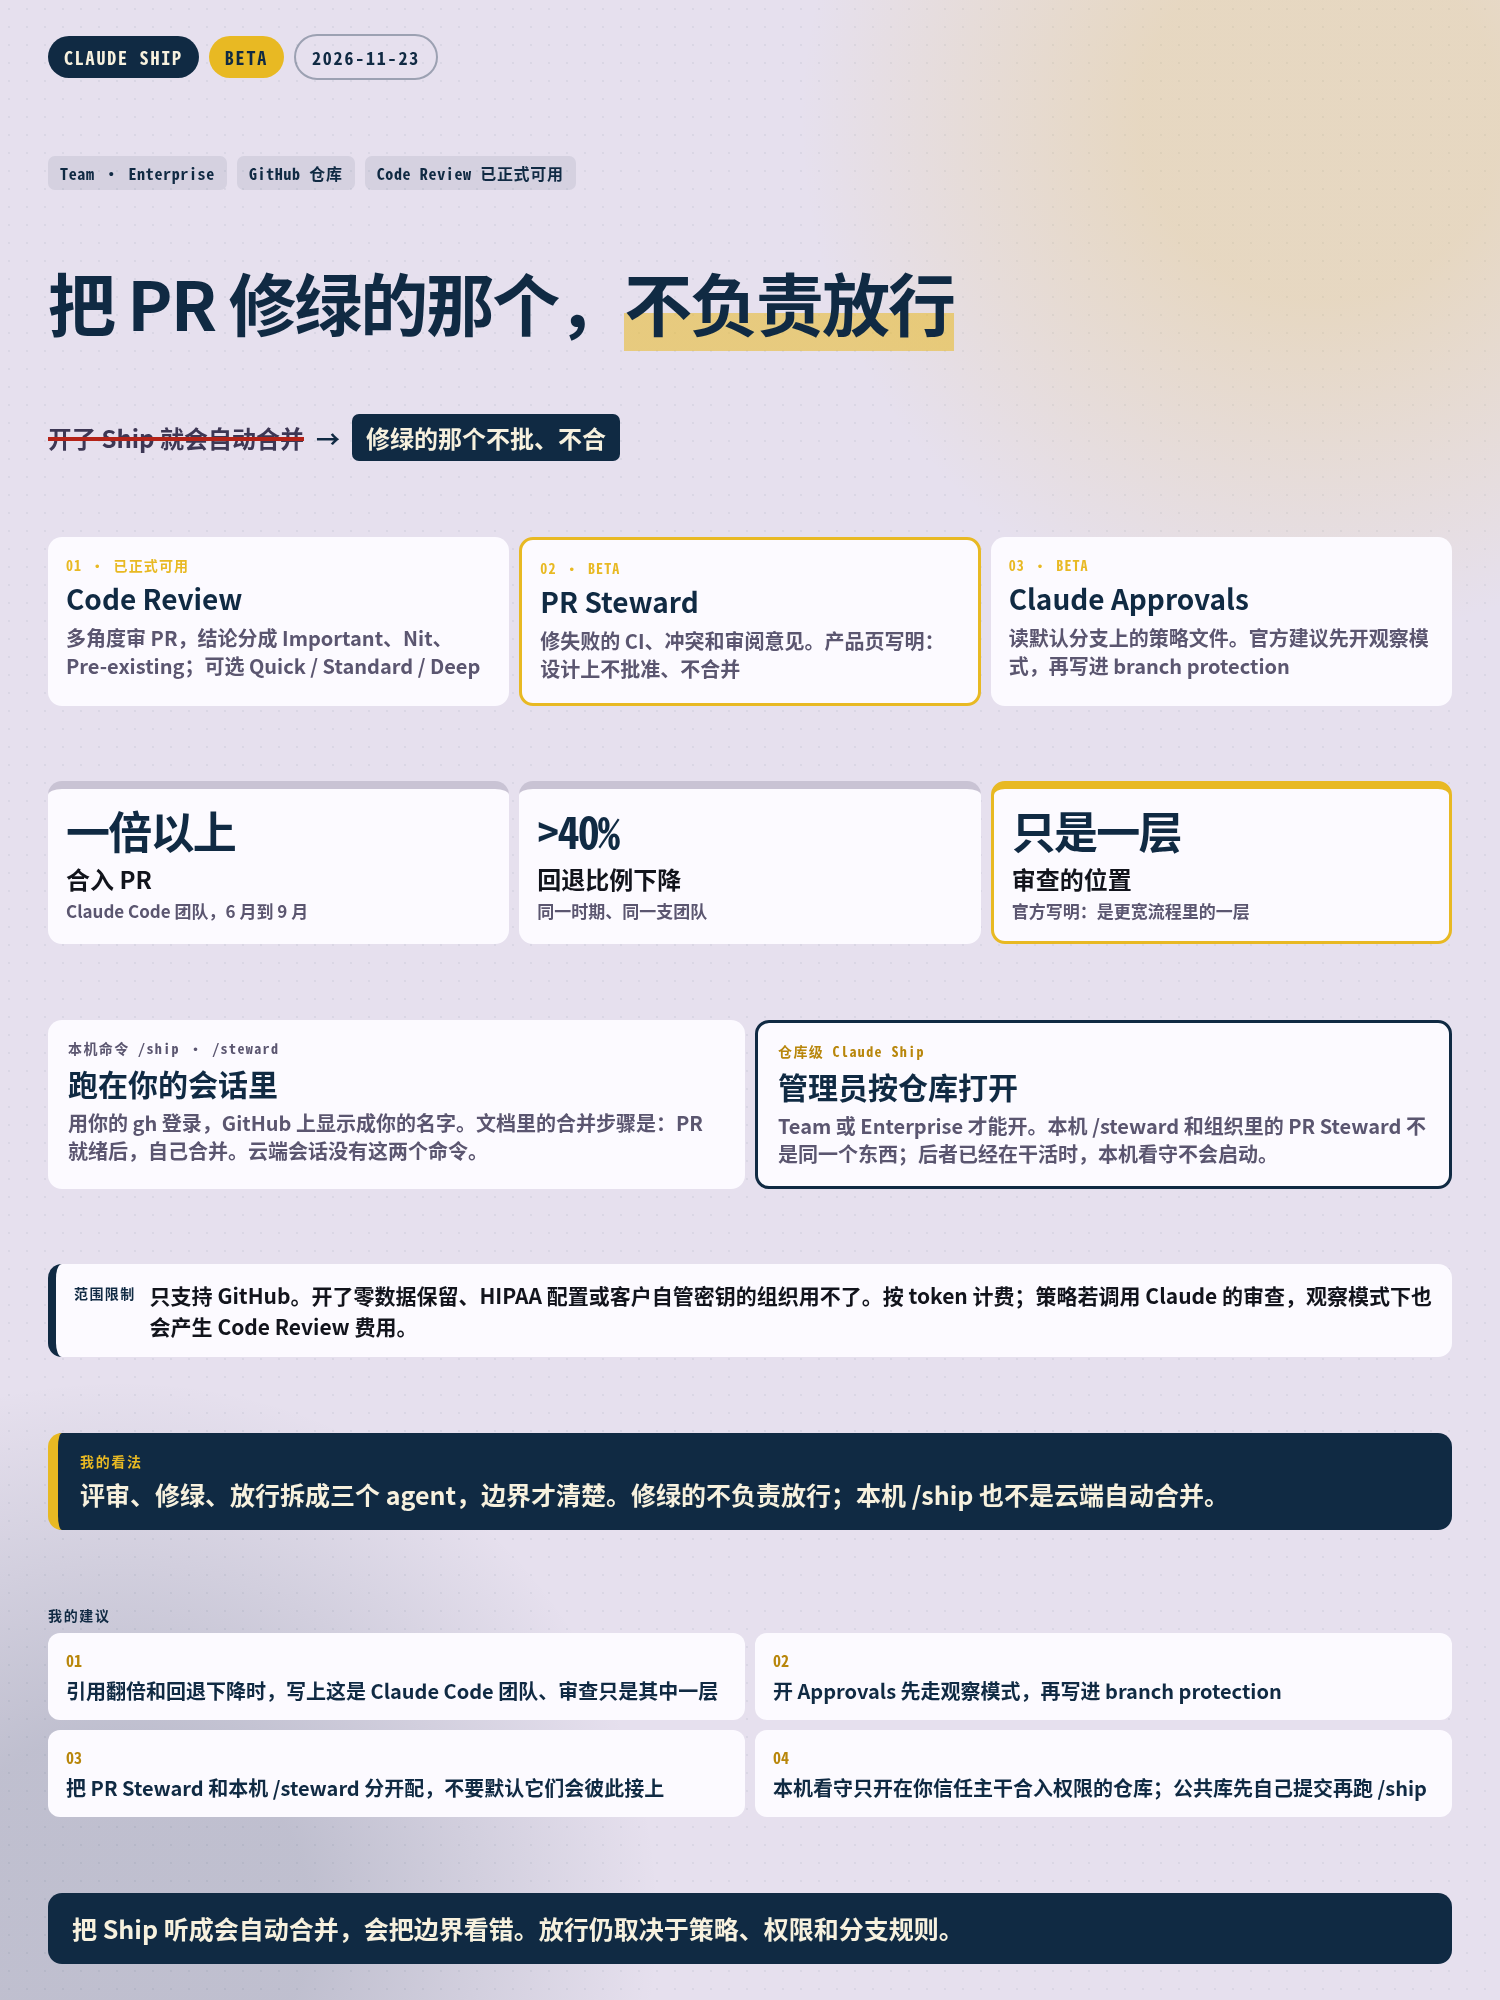 CLAUDE SHIP
BETA
2026-11-23
Team · Enterprise
GitHub 仓库
Code Review 已正式可用
把 PR 修绿的那个，不负责放行
开了 Ship 就会自动合并 → 修绿的那个不批、不合
01 · 已正式可用
Code Review
多角度审 PR，结论分成 Important、Nit、
Pre-existing；可选 Quick / Standard / Deep
02 · BETA
PR Steward
修失败的 CI、冲突和审阅意见。产品页写明：
设计上不批准、不合并
03 · BETA
Claude Approvals
读默认分支上的策略文件。官方建议先开观察模
式，再写进 branch protection
一倍以上
合入 PR
Claude Code 团队，6 月到 9 月
>40%
回退比例下降
同一时期、同一支团队
只是一层
审查的位置
官方写明：是更宽流程里的一层
本机命令 /ship · /steward
跑在你的会话里
用你的 gh 登录，GitHub 上显示成你的名字。文档里的合并步骤是：PR
就绪后，自己合并。云端会话没有这两个命令。
仓库级 Claude Ship
管理员按仓库打开
Team 或 Enterprise 才能开。本机 /steward 和组织里的 PR Steward 不
是同一个东西；后者已经在干活时，本机看守不会启动。
范围限制
只支持 GitHub。开了零数据保留、HIPAA 配置或客户自管密钥的组织用不了。按 token 计费；策略若调用 Claude 的审查，观察模式下也
会产生 Code Review 费用。
我的看法
评审、修绿、放行拆成三个 agent，边界才清楚。修绿的不负责放行；本机 /ship 也不是云端自动合并。
我的建议
01
引用翻倍和回退下降时，写上这是 Claude Code 团队、审查只是其中一层
02
开 Approvals 先走观察模式，再写进 branch protection
03
把 PR Steward 和本机 /steward 分开配，不要默认它们会彼此接上
04
本机看守只开在你信任主干合入权限的仓库；公共库先自己提交再跑 /ship
把 Ship 听成会自动合并，会把边界看错。放行仍取决于策略、权限和分支规则。